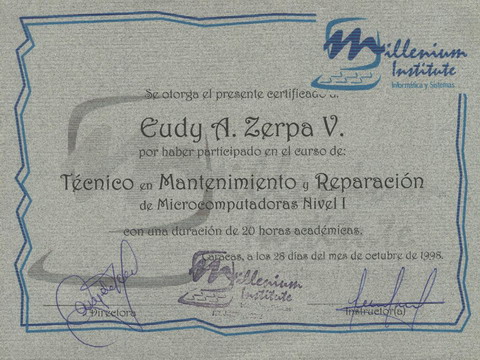 Millenium
Institute
Informática y Sistemas
Se otorga el presente certificado a:
Eudy A. Zerpa V.
por haber participado en el curso de:
Técnico en Mantenimiento y Reparación
de Microcomputadoras Nivel I
con una duración de 20 horas académicas.
Caracas, a los 28 días del mes de octubre de 1998.
Millenium
Institute
Directora
Instructor(a)